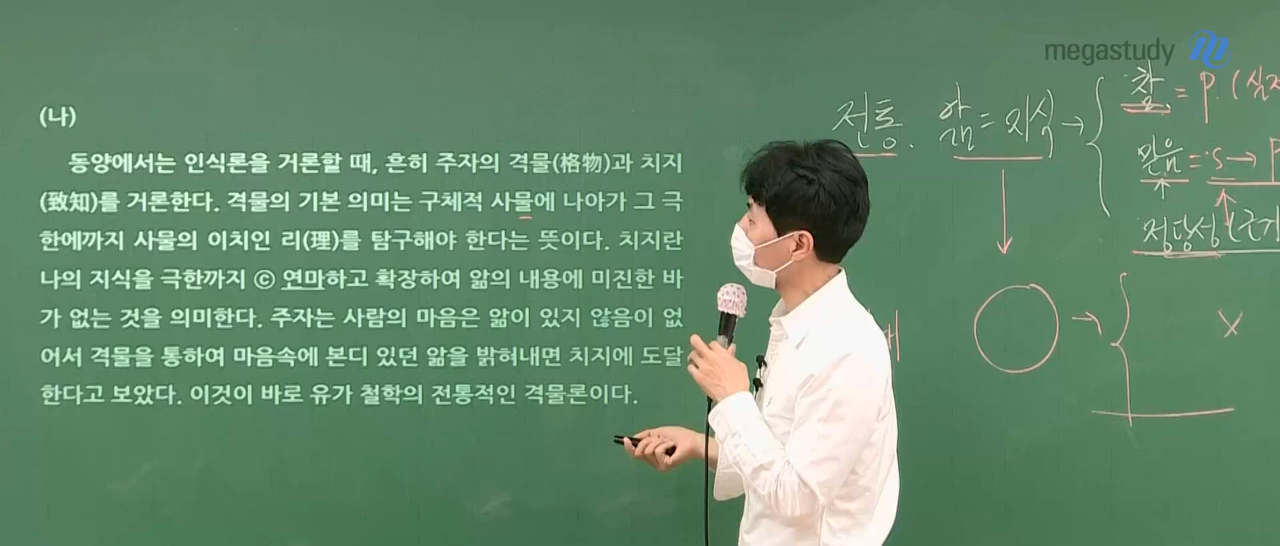 megastudy
(나)
동양에서는 인식론을 거론할 때, 흔히 주자의 격물(格物)과 치지
(致知)를 거론한다. 격물의 기본 의미는 구체적 사물에 나아가 그 극
한에까지 사물의 이치인 리(理)를 탐구해야 한다는 뜻이다. 치지란
나의 지식을 극한까지 ⓒ 연마하고 확장하여 앎의 내용에 미진한 바
가 없는 것을 의미한다. 주자는 사람의 마음은 앎이 있지 않음이 없
어서 격물을 통하여 마음속에 본디 있던 앎을 밝혀내면 치지에 도달
한다고 보았다. 이것이 바로 유가 철학의 전통적인 격물론이다.
전통. 앎=지식→
참. = P. (
믿음 = S → P
정당성 (근거
→
X